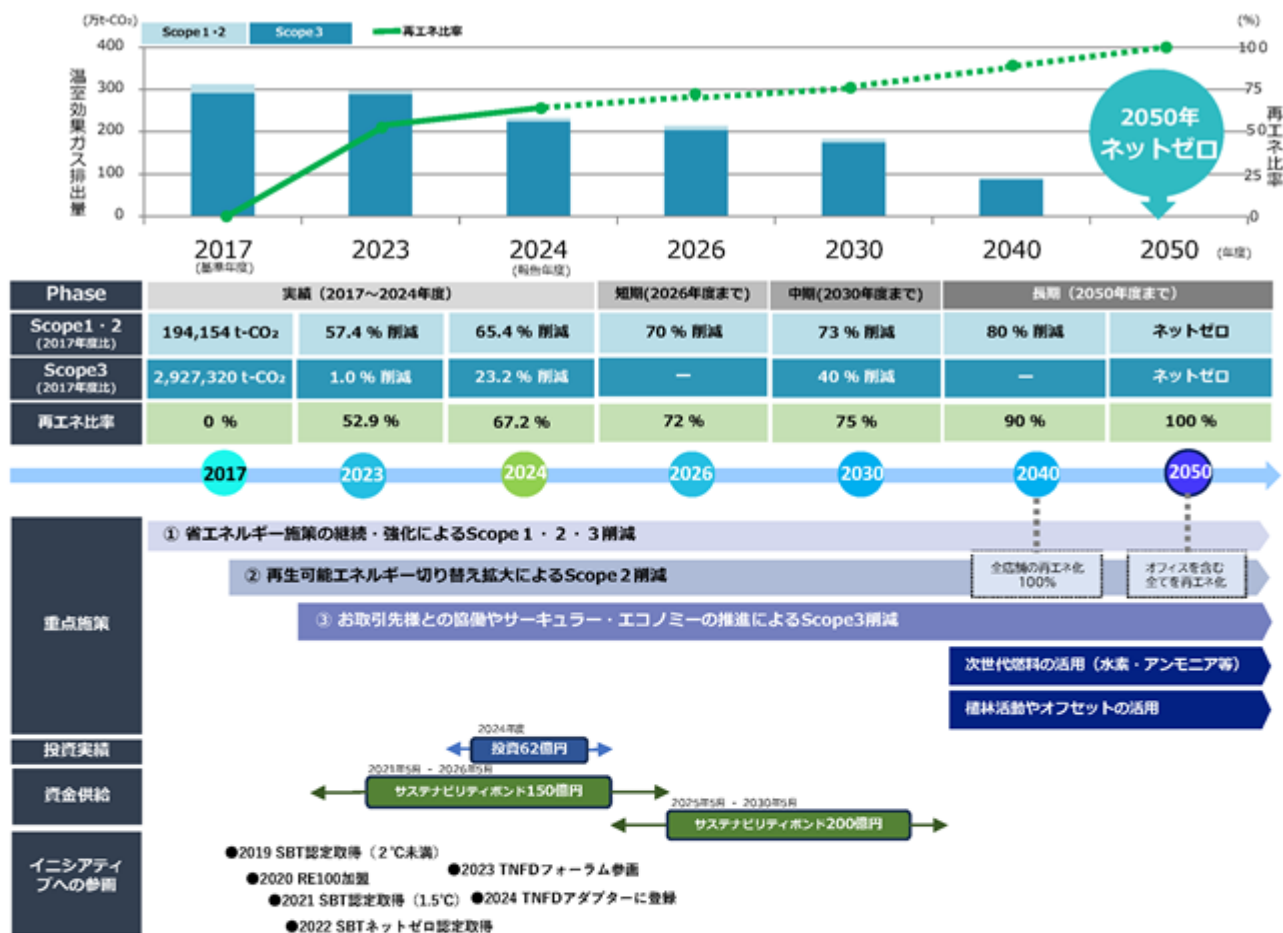 (万t-CO₂)
Scope1・2 Scope3 再エネ比率
(%)
温室効果ガス排出量
400
300
200
100
0
100
75
50
25
0
再エネ比率
2050年
ネットゼロ
2017 2023 2024 2026 2030 2040 2050 (年度)
(基準年度) (報告年度)
Phase 実績（2017～2024年度） 短期(2026年度まで) 中期(2030年度まで) 長期（2050年度まで）
Scope1・2 194,154 t-CO₂ 57.4 % 削減 65.4 % 削減 70 % 削減 73 % 削減 80 % 削減 ネットゼロ
(2017年度比)
Scope3 2,927,320 t-CO₂ 1.0 % 削減 23.2 % 削減 ー 40 % 削減 ー ネットゼロ
(2017年度比)
再エネ比率 0 % 52.9 % 67.2 % 72 % 75 % 90 % 100 %
2017 2023 2024 2026 2030 2040 2050
重点施策
① 省エネルギー施策の継続・強化によるScope 1・2・3削減
② 再生可能エネルギー切り替え拡大によるScope 2 削減
全店舗の再エネ化
100%
オフィスを含む
全てを再エネ化
③ お取引先様との協働やサーキュラー・エコノミーの推進によるScope3削減
次世代燃料の活用（水素・アンモニア等）
植林活動やオフセットの活用
投資実績
2024年度
投資62億円
資金供給
2021年5月 - 2026年5月
サステナビリティボンド150億円
2025年5月 - 2030年5月
サステナビリティボンド200億円
イニシアティ
ブへの参画
●2019 SBT認定取得（２℃未満）
●2020 RE100加盟
●2021 SBT認定取得（1.5℃）
●2022 SBTネットゼロ認定取得
●2023 TNFDフォーラム参画
●2024 TNFDアダプターに登録